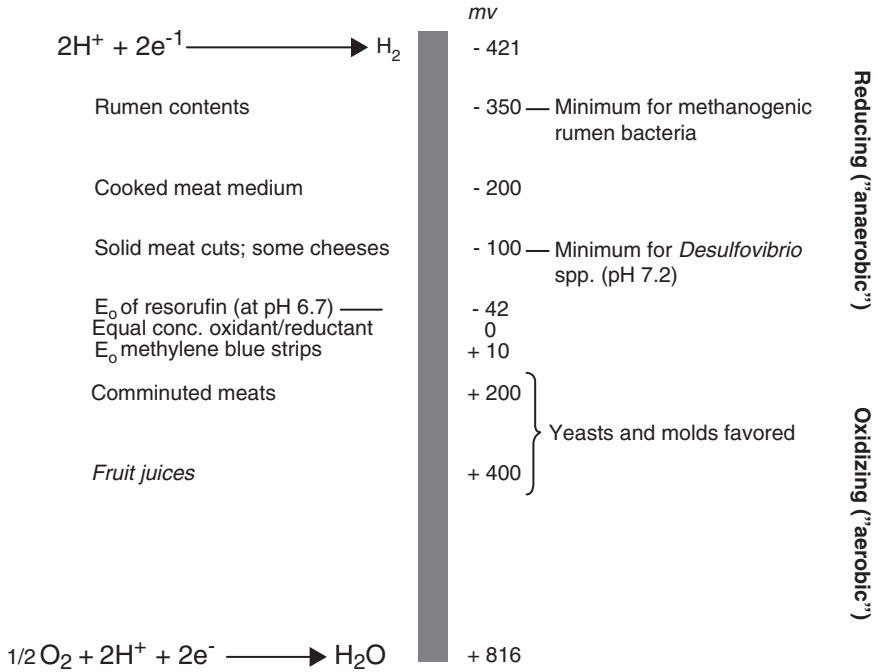 mv
2H⁺ + 2e⁻¹ → H₂ - 421
Rumen contents - 350 — Minimum for methanogenic
rumen bacteria
Cooked meat medium - 200
Solid meat cuts; some cheeses - 100 — Minimum for Desulfovibrio
spp. (pH 7.2)
Eₒ of resorufin (at pH 6.7) — - 42
Equal conc. oxidant/reductant 0
Eₒ methylene blue strips + 10
Comminuted meats + 200
Yeasts and molds favored
Fruit juices + 400
1/2 O₂ + 2H⁺ + 2e⁻ → H₂O + 816
Reducing (”anaerobic”)
Oxidizing (”aerobic”)